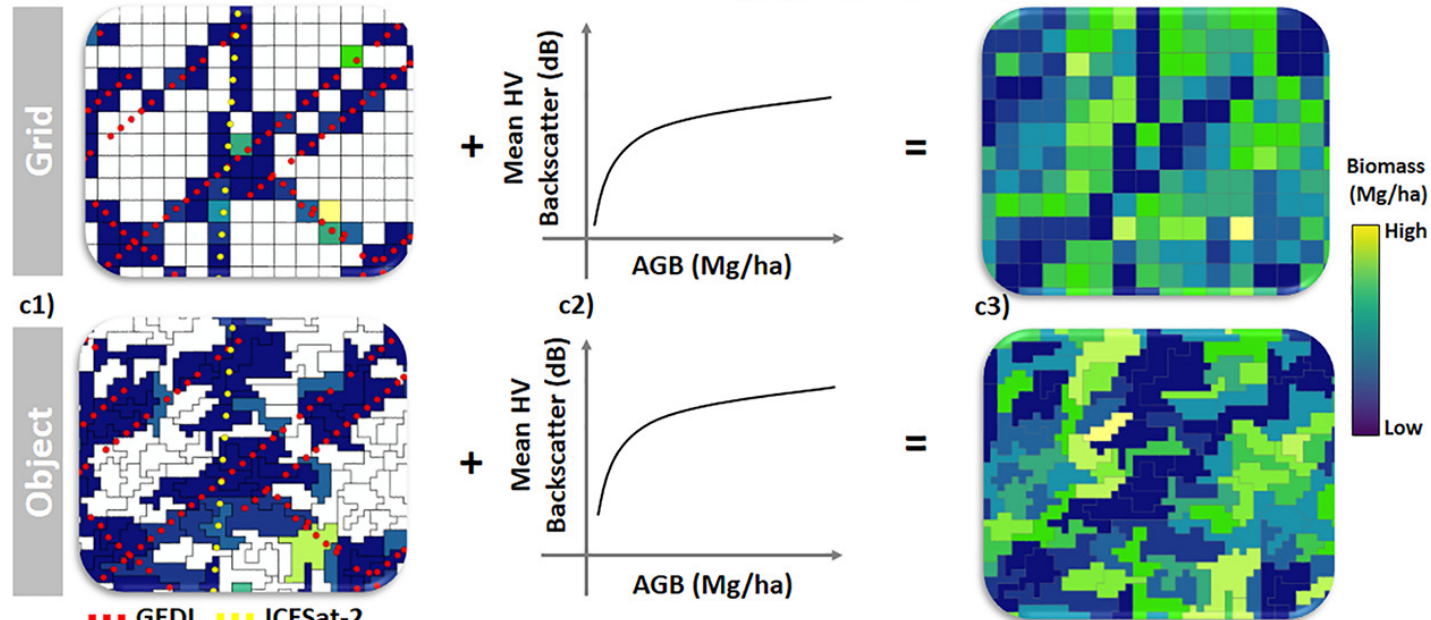 Grid
+
Mean HV
Backscatter (dB)
AGB (Mg/ha)
=
Biomass
(Mg/ha)
High
Low
c1)
c2)
c3)
Object
+
Mean HV
Backscatter (dB)
AGB (Mg/ha)
=
GEDI ICESat-2